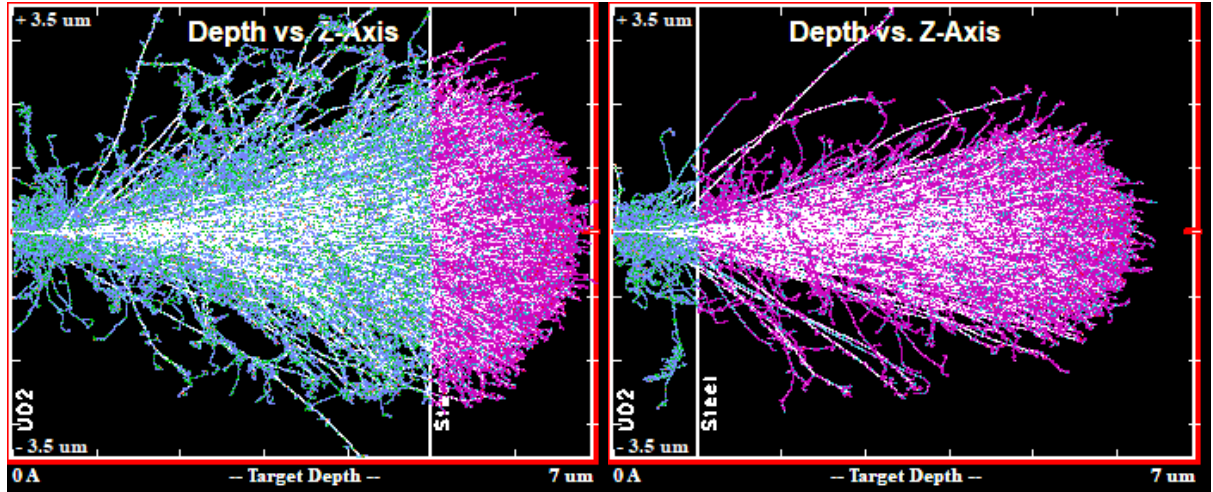 + 3.5 um
Depth vs. Z-Axis
UO2
Steel
- 3.5 um
0 A
-- Target Depth --
7 um
+ 3.5 um
Depth vs. Z-Axis
UO2
Steel
- 3.5 um
0 A
-- Target Depth --
7 um